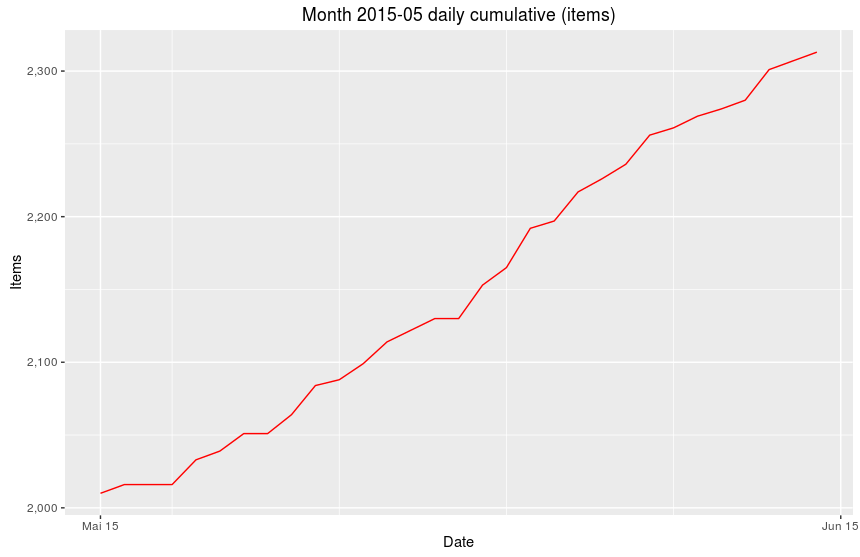 Month 2015-05 daily cumulative (items)
2,300
2,200
2,100
2,000
Items
Mai 15
Jun 15
Date